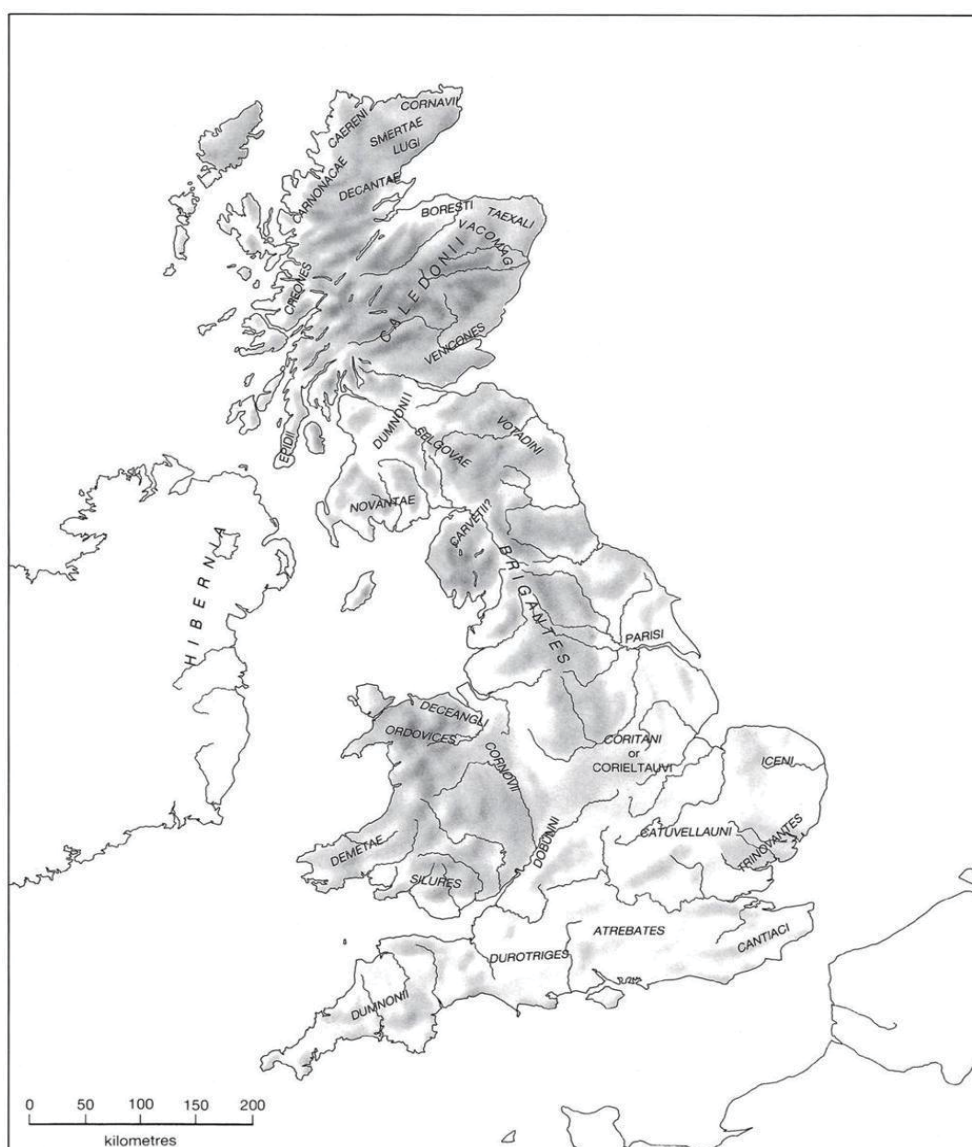 CORNAVII
CAERENI
SMERTAE
LUGI
CARNONACAE
DECANTAE
BORESTI
TAEXALI
VACOMAG
CALEDONII
CREONES
VENICONES
EPIDII
DUMNONII
SELGOVAE
VOTADINI
NOVANTAE
CARVETII?
HIBERNIA
BRIGANTES
PARISI
DECEANGLI
ORDOVICES
CORNOVII
CORITANI
or
CORIELTAUVI
ICENI
CATUVELLAUNI
TRINOVANTES
DOBUNNI
DEMETAE
SILURES
ATREBATES
CANTIACI
DUROTRIGES
DUMNONII
0 50 100 150 200
kilometres